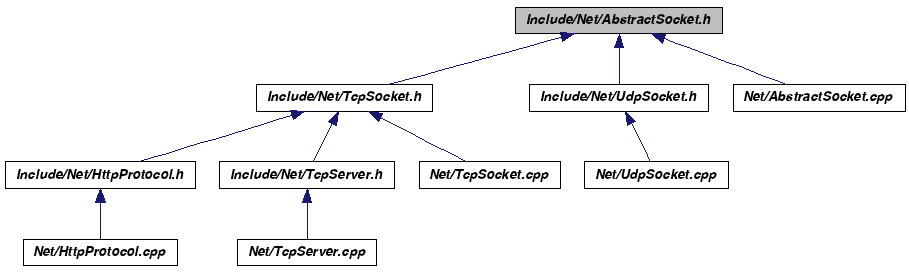 Include/Net/AbstractSocket.h
Include/Net/TcpSocket.h
Include/Net/UdpSocket.h
Net/AbstractSocket.cpp
Include/Net/HttpProtocol.h
Include/Net/TcpServer.h
Net/TcpSocket.cpp
Net/UdpSocket.cpp
Net/HttpProtocol.cpp
Net/TcpServer.cpp